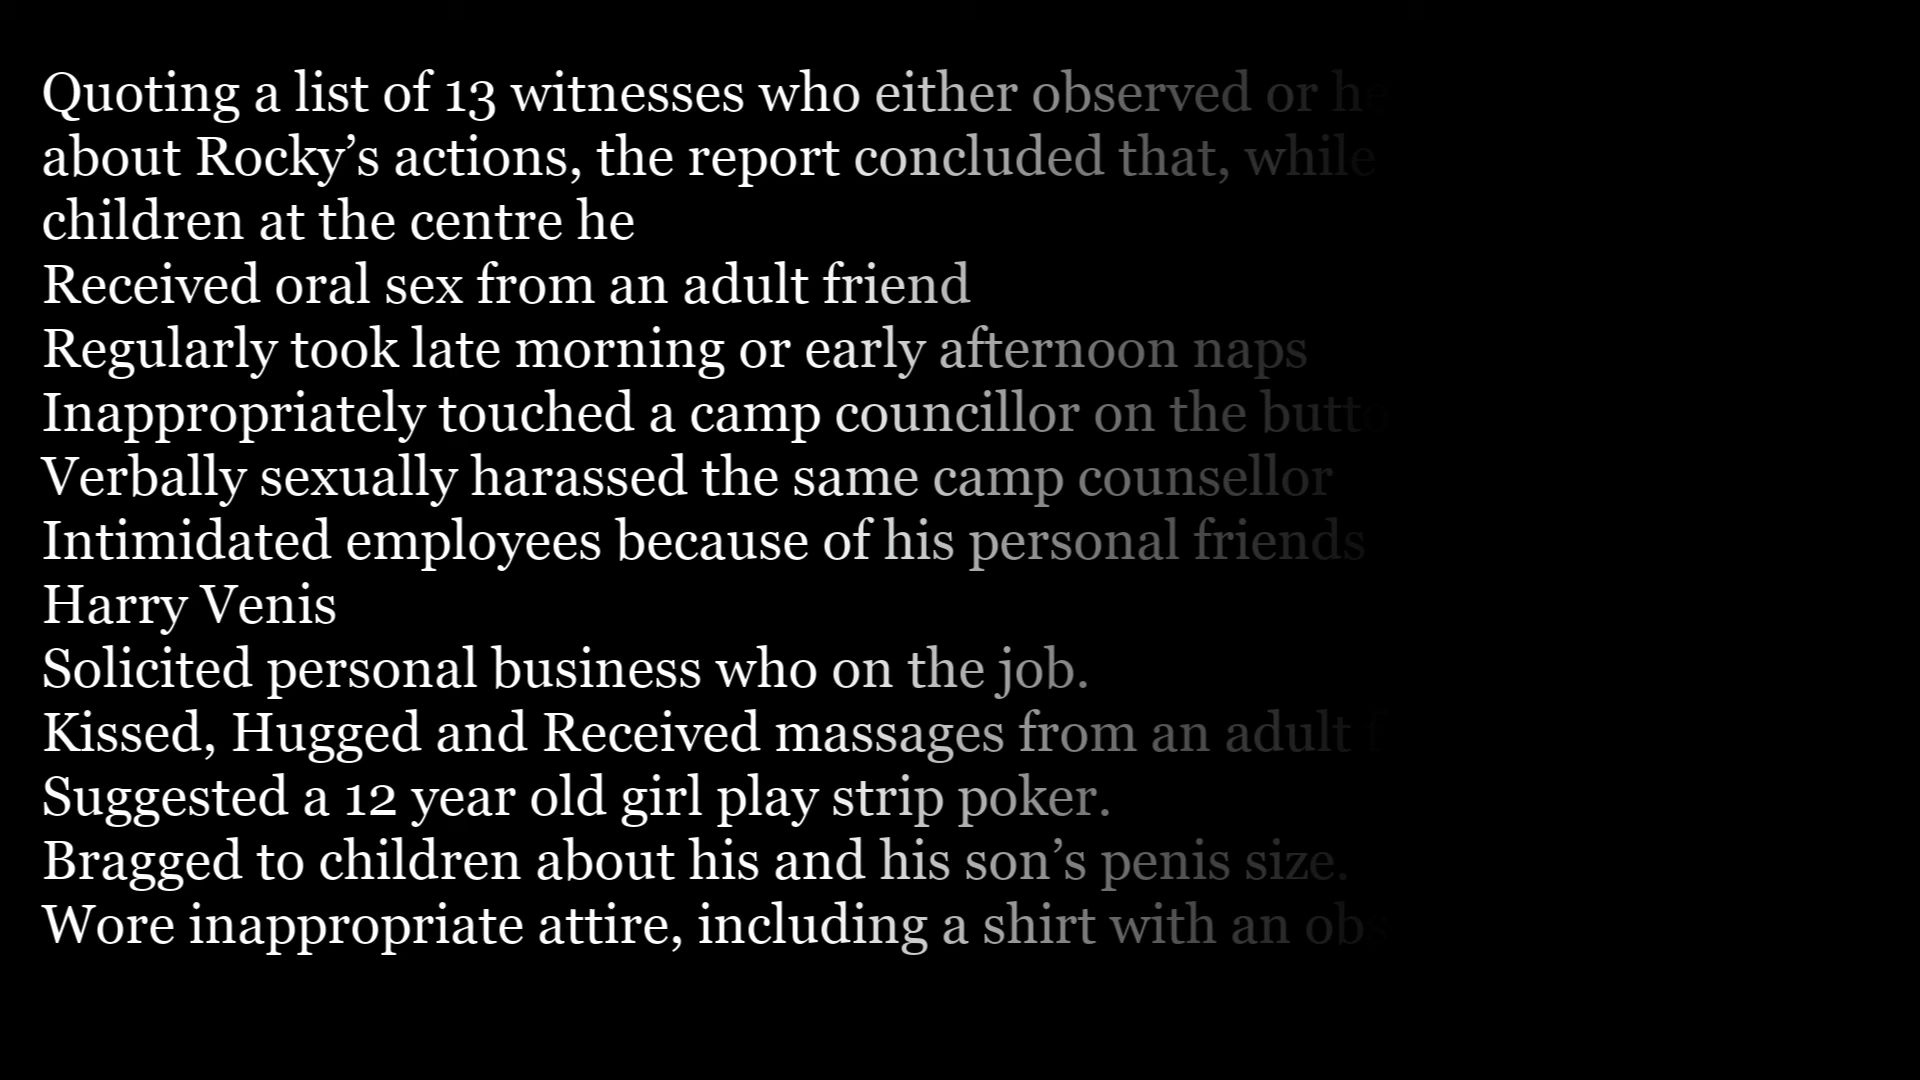 Quoting a list of 13 witnesses who either observed or
about Rocky’s actions, the report concluded that, while
children at the centre he
Received oral sex from an adult friend
Regularly took late morning or early afternoon naps
Inappropriately touched a camp councillor on the
Verbally sexually harassed the same camp counsellor
Intimidated employees because of his personal friends
Harry Venis
Solicited personal business who on the job.
Kissed, Hugged and Received massages from an adult
Suggested a 12 year old girl play strip poker.
Bragged to children about his and his son’s penis size.
Wore inappropriate attire, including a shirt with an